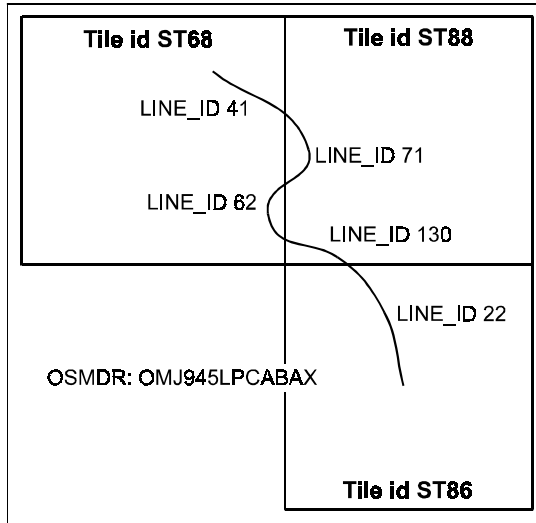 Tile id ST68
Tile id ST88
LINE_ID 41
LINE_ID 71
LINE_ID 62
LINE_ID 130
LINE_ID 22
OSMDR: OMJ945LPCABAX
Tile id ST86